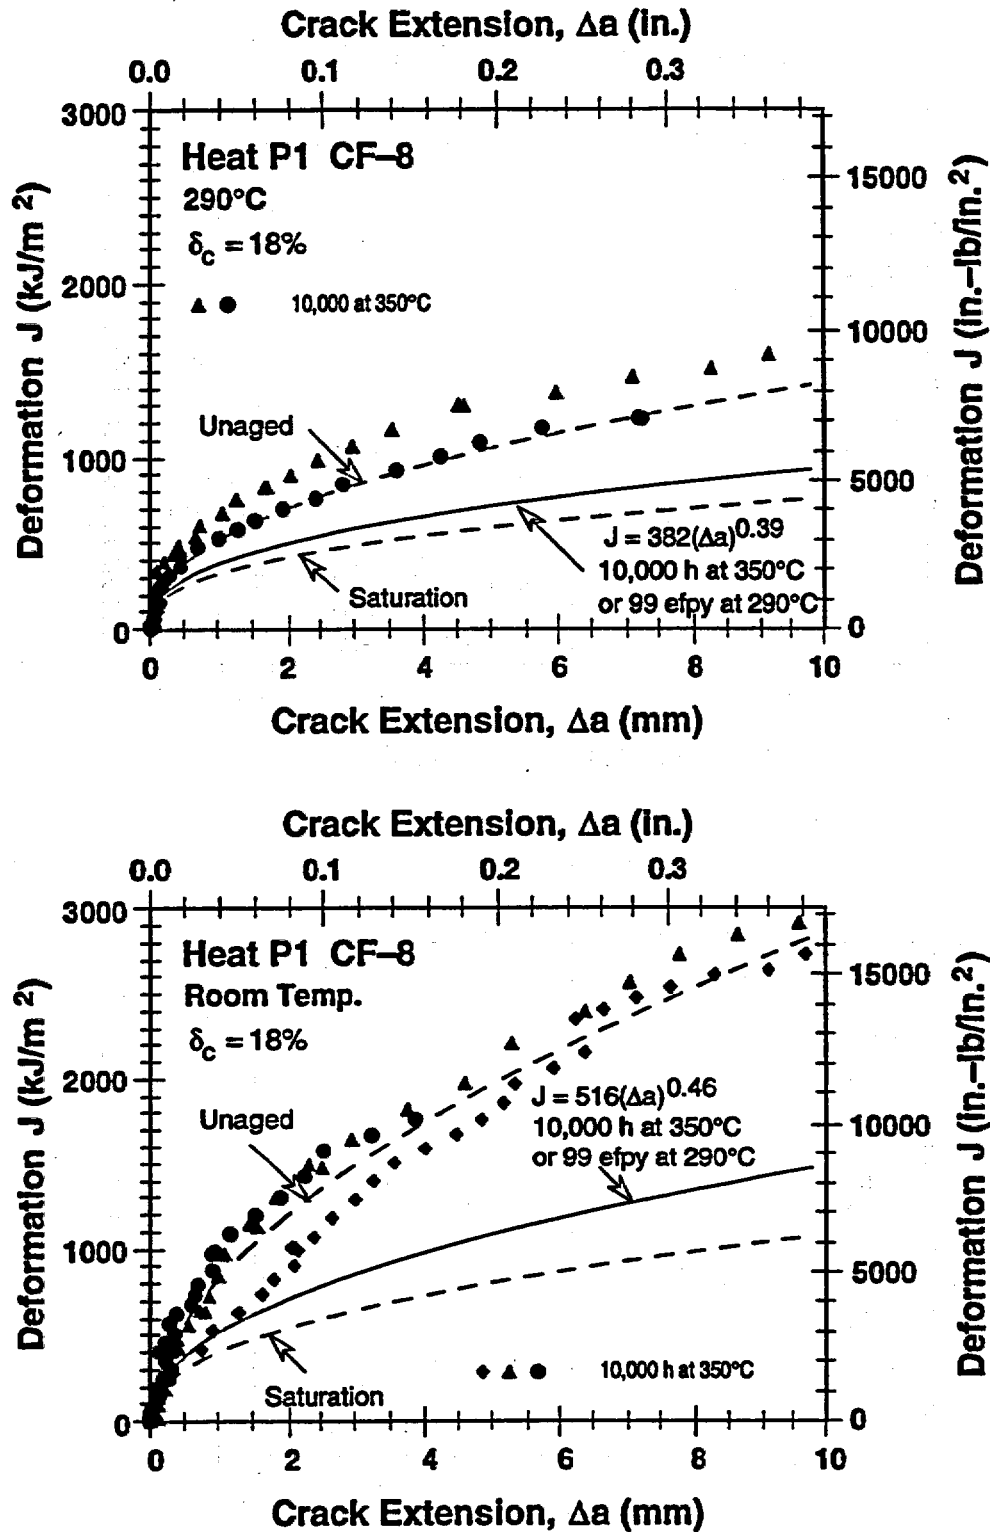 Crack Extension, Δa (in.)
0.0 0.1 0.2 0.3
3000
2000
1000
0
Deformation J (kJ/m 2)
Heat P1 CF–8
290°C
δc = 18%
10,000 at 350°C
Unaged
Saturation
J = 382(Δa)0.39
10,000 h at 350°C
or 99 efpy at 290°C
15000
10000
5000
0
Deformation J (in.–lb/in.2)
0 2 4 6 8 10
Crack Extension, Δa (mm)
Crack Extension, Δa (in.)
0.0 0.1 0.2 0.3
3000
2000
1000
0
Deformation J (kJ/m 2)
Heat P1 CF–8
Room Temp.
δc = 18%
Unaged
J = 516(Δa)0.46
10,000 h at 350°C
or 99 efpy at 290°C
Saturation
10,000 h at 350°C
15000
10000
5000
0
Deformation J (in.–lb/in.2)
0 2 4 6 8 10
Crack Extension, Δa (mm)